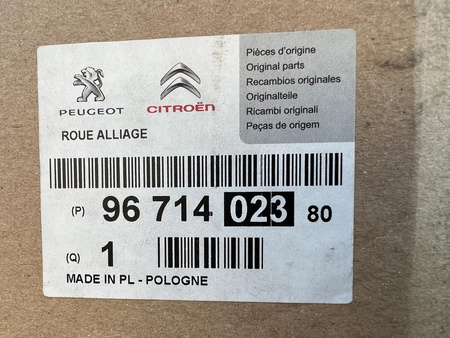 PEUGEOT
CITROËN
Pièces d'origine
Original parts
Recambios originales
Originalteile
Ricambi originali
Peças de origem
ROUE ALLIAGE
(P) 96 714 023 80
(Q) 1
MADE IN PL - POLOGNE